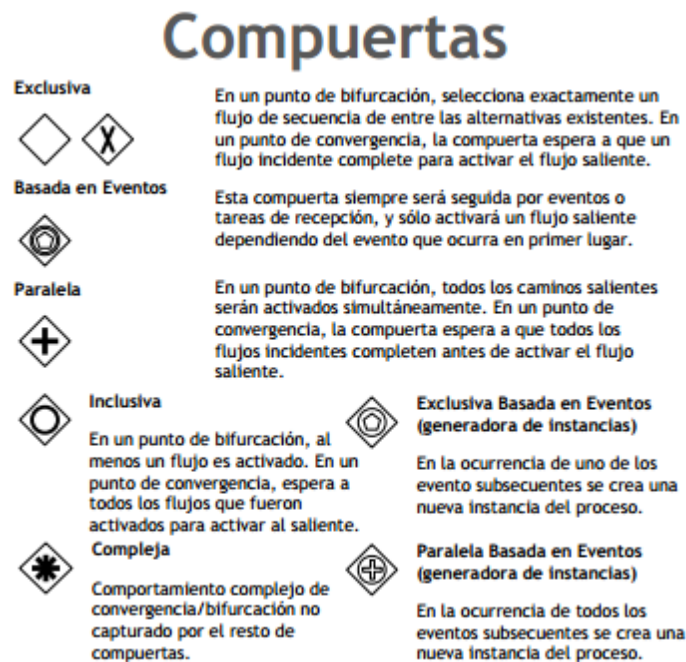 Compuertas
Exclusiva
En un punto de bifurcación, selecciona exactamente un
flujo de secuencia de entre las alternativas existentes. En
un punto de convergencia, la compuerta espera a que un
flujo incidente complete para activar el flujo saliente.
Basada en Eventos
Esta compuerta siempre será seguida por eventos o
tareas de recepción, y sólo activará un flujo saliente
dependiendo del evento que ocurra en primer lugar.
Paralela
En un punto de bifurcación, todos los caminos salientes
serán activados simultáneamente. En un punto de
convergencia, la compuerta espera a que todos los
flujos incidentes completen antes de activar el flujo
saliente.
Inclusiva
En un punto de bifurcación, al
menos un flujo es activado. En un
punto de convergencia, espera a
todos los flujos que fueron
activados para activar al saliente.
Exclusiva Basada en Eventos
(generadora de instancias)
En la ocurrencia de uno de los
evento subsecuentes se crea una
nueva instancia del proceso.
Compleja
Comportamiento complejo de
convergencia/bifurcación no
capturado por el resto de
compuertas.
Paralela Basada en Eventos
(generadora de instancias)
En la ocurrencia de todos los
eventos subsecuentes se crea una
nueva instancia del proceso.